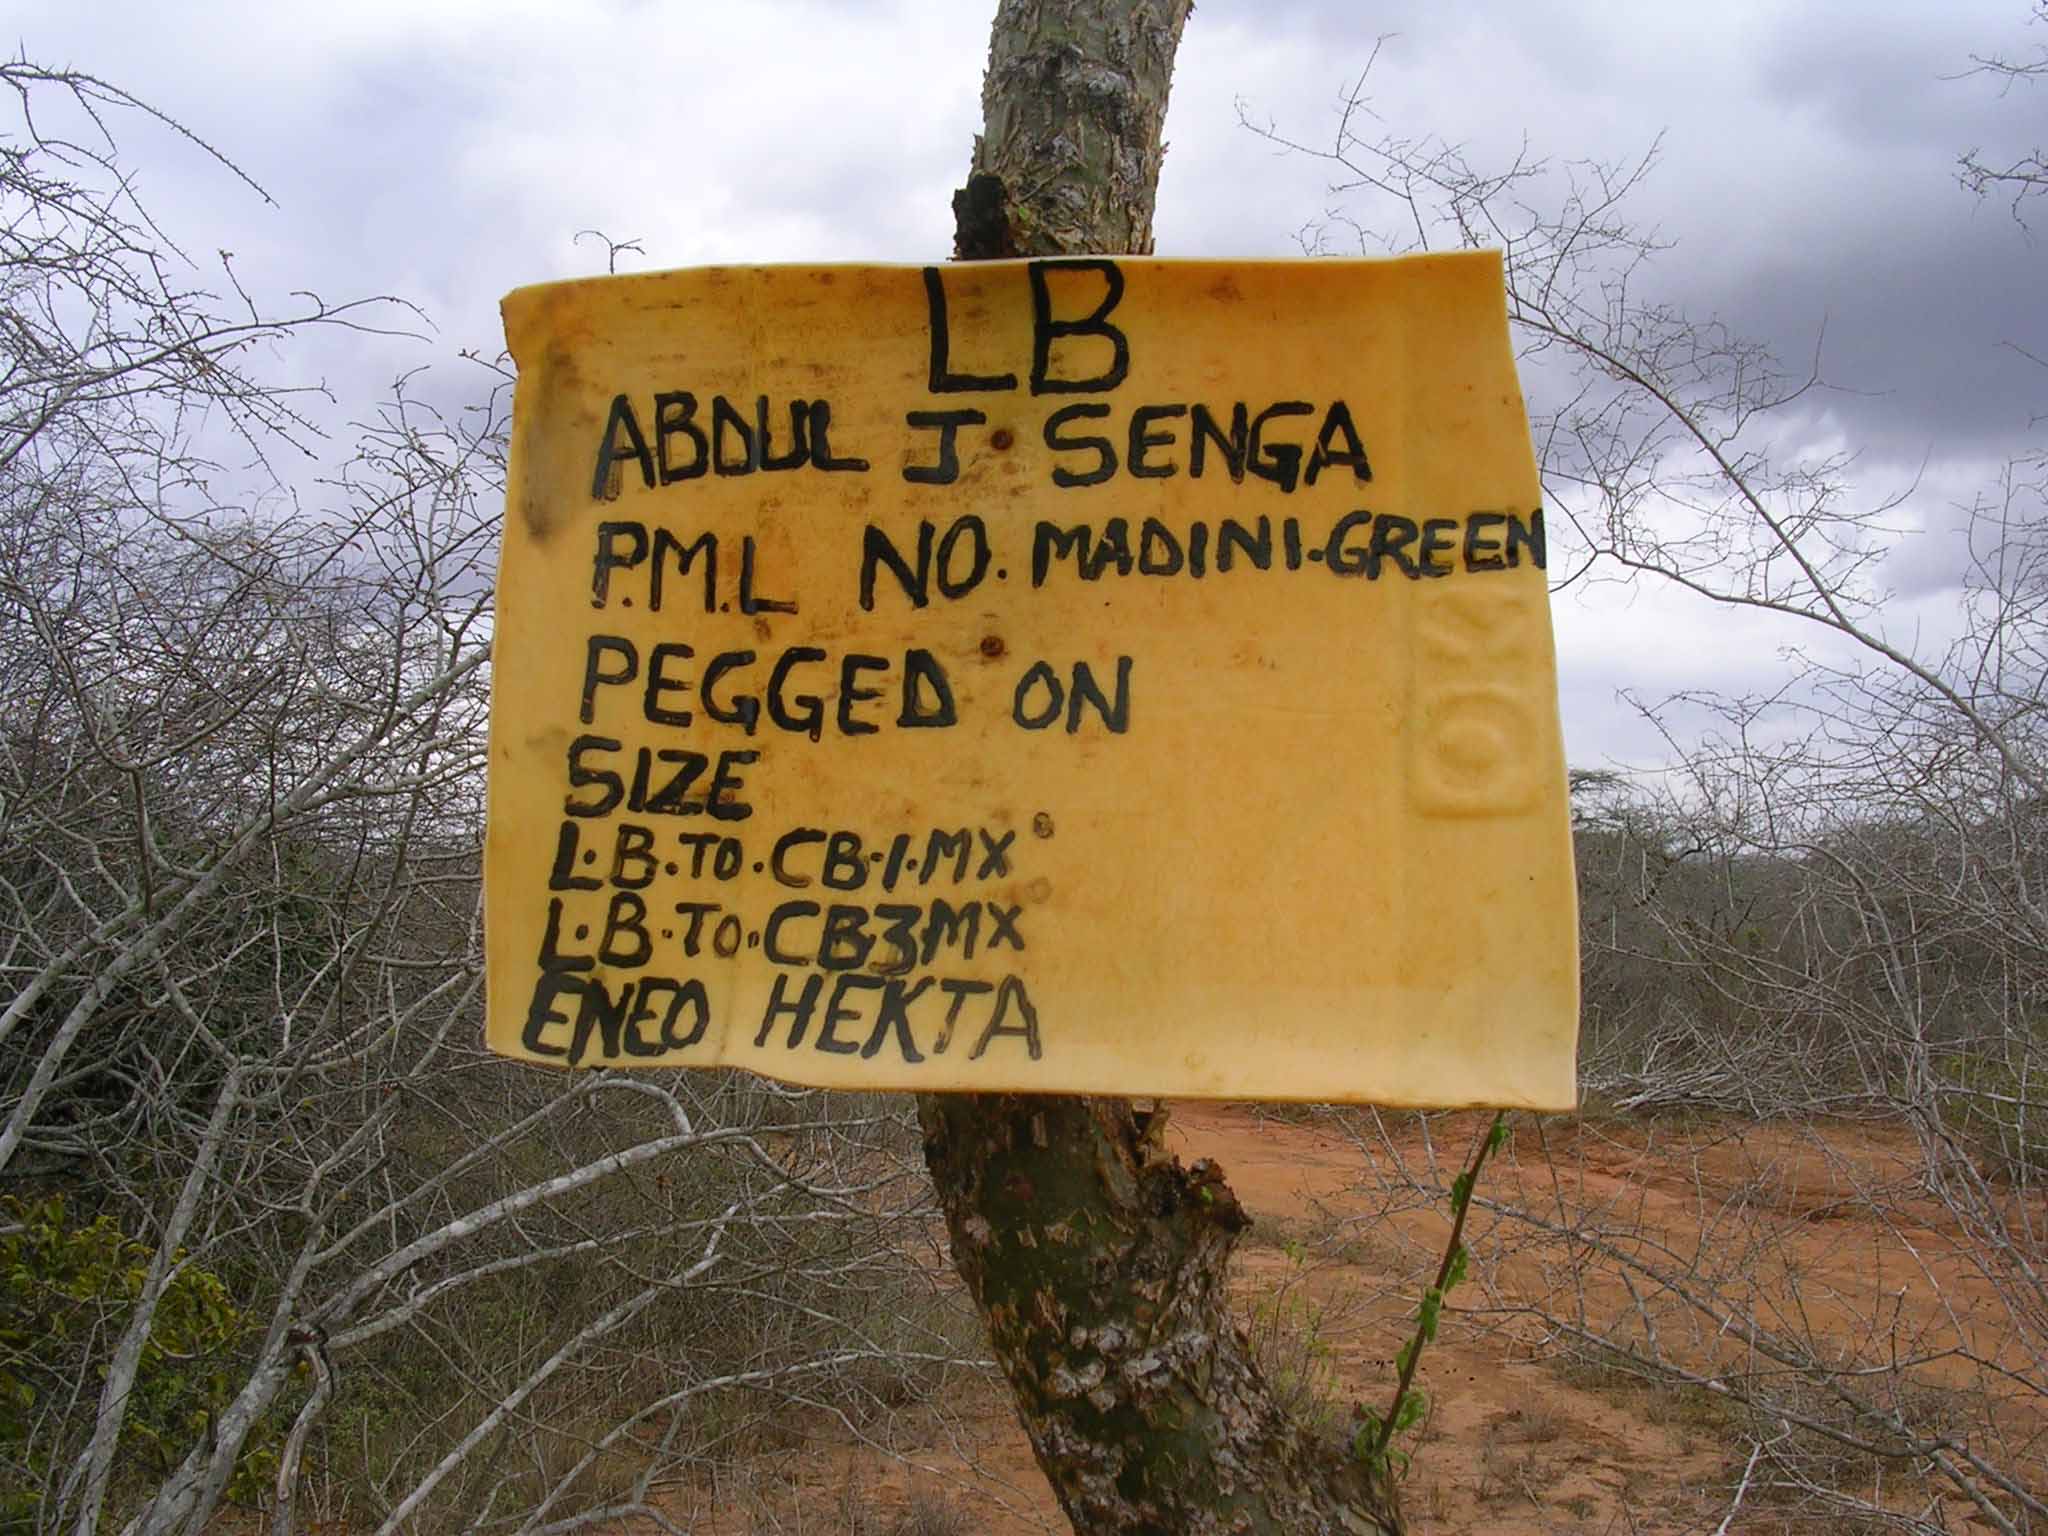 LB
ABDUL J. SENGA
P.M.L NO. MADINI.GREEN
PEGGED ON
SIZE
L.B.TO.CB.1.MX
L.B.TO.CB3MX
ENEO HEKTA